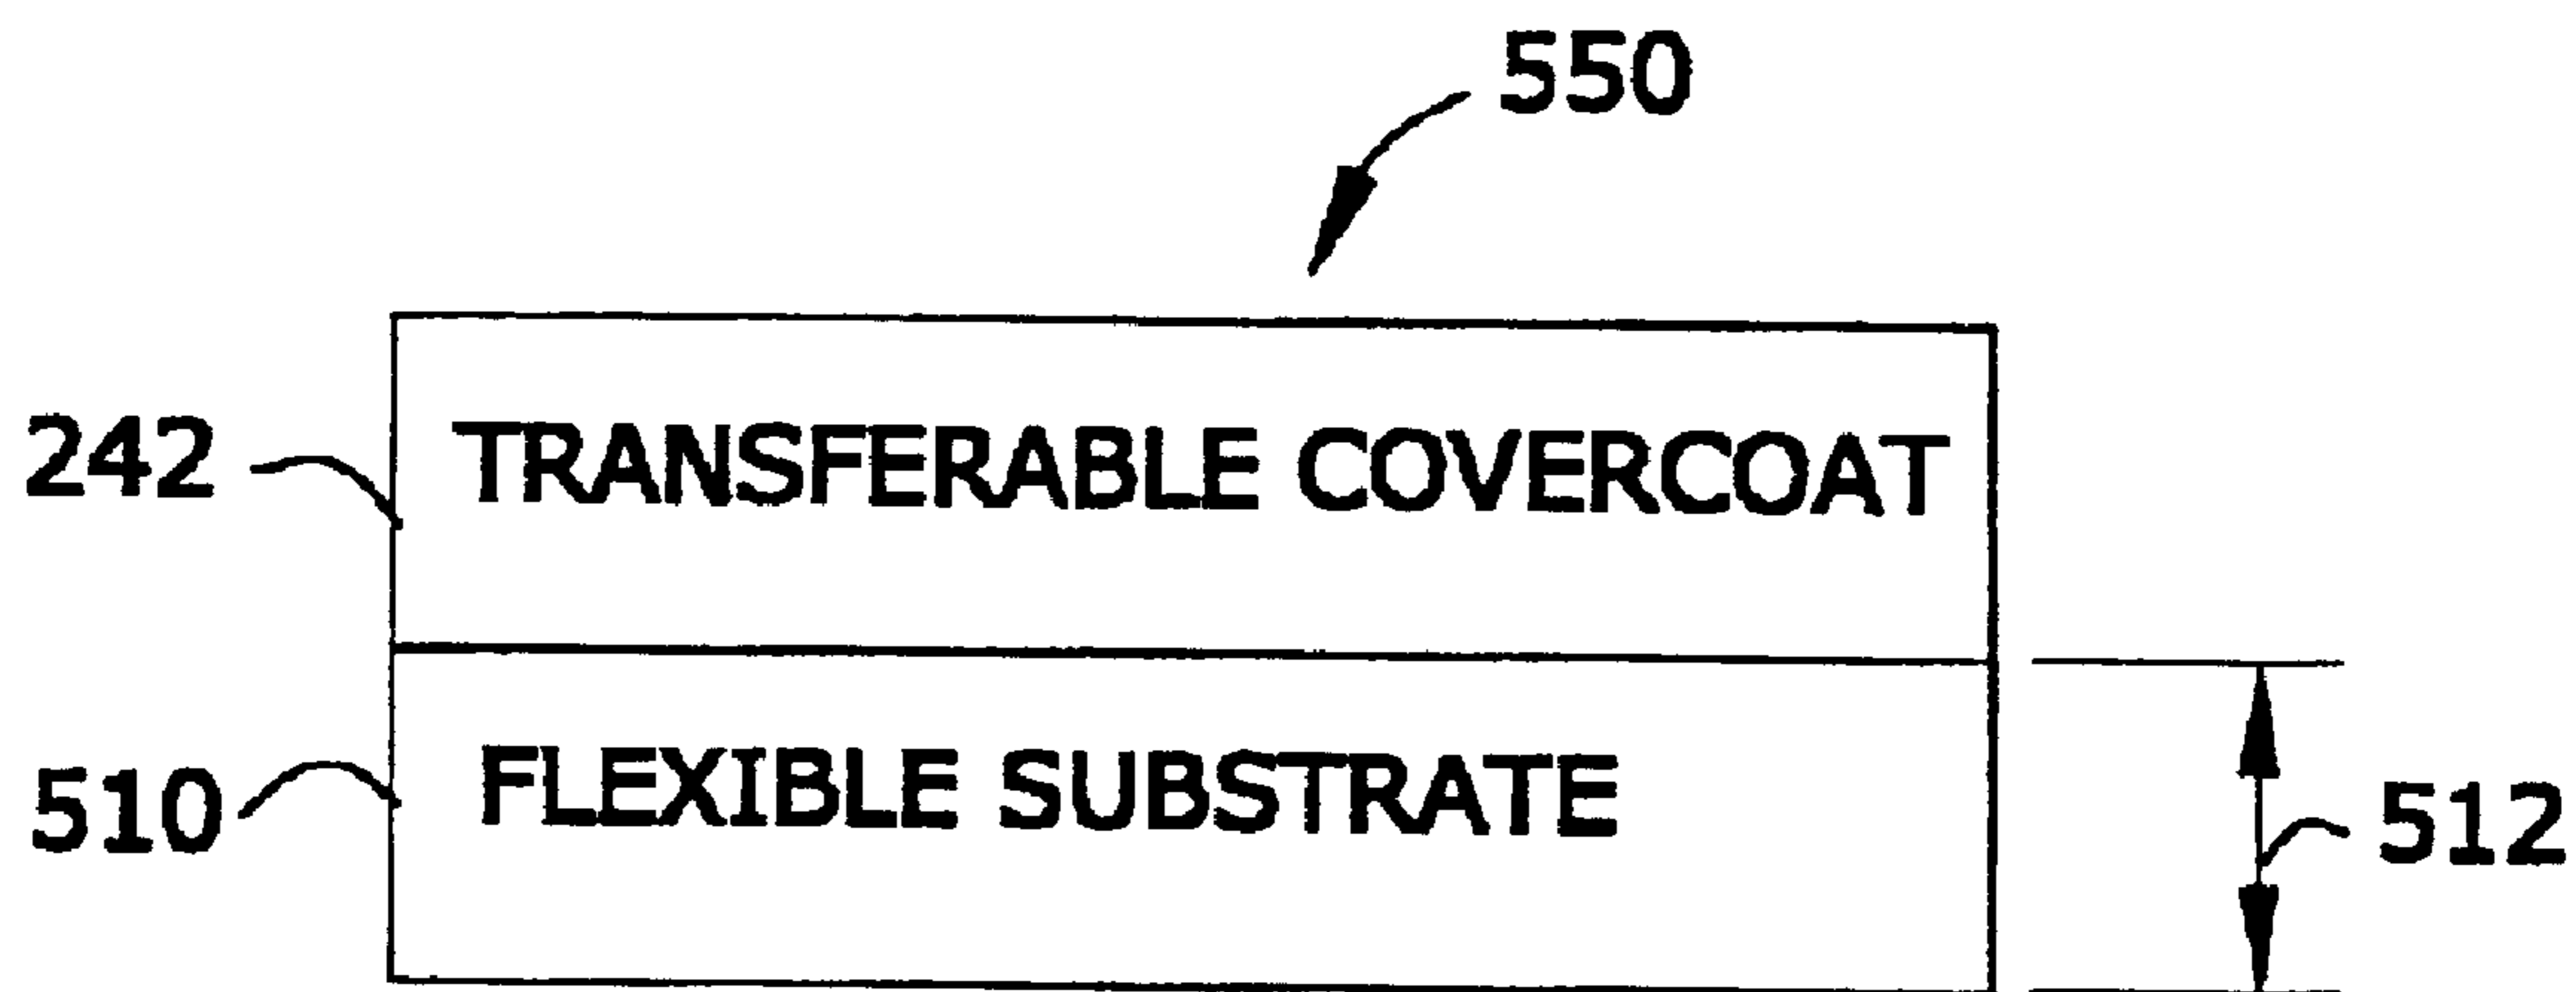 550
242
TRANSFERABLE COVERCOAT
510
FLEXIBLE SUBSTRATE
512